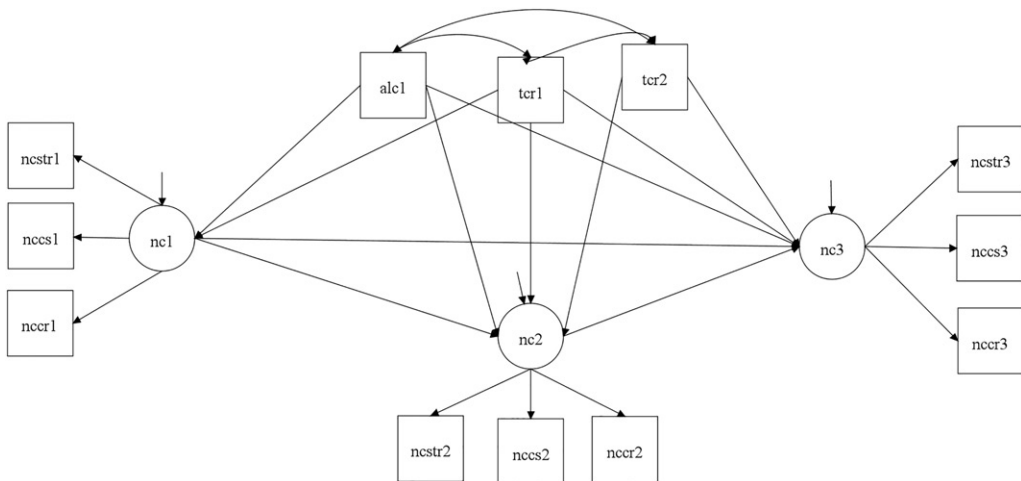 alc1
tcr1
tcr2
ncstr1
nccs1
nccr1
nc1
nc2
nc3
ncstr3
nccs3
nccr3
ncstr2
nccs2
nccr2